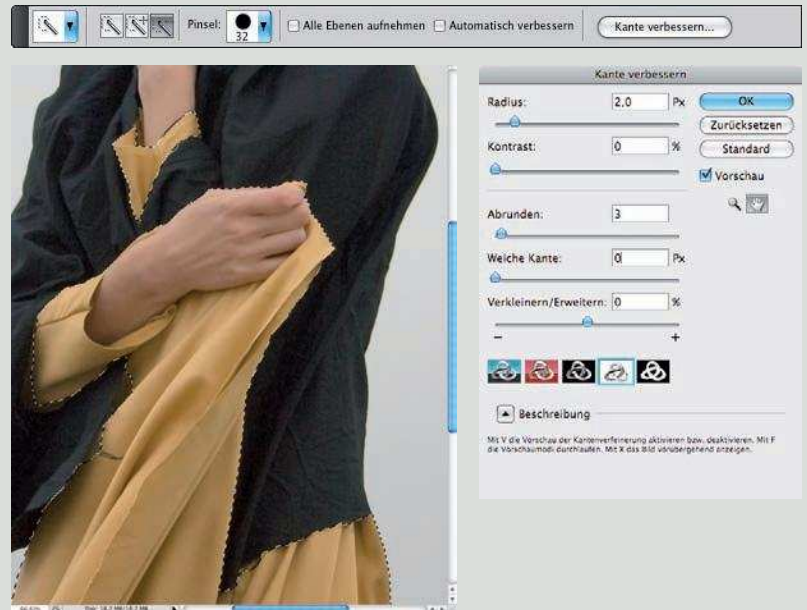 Pinsel: 32 Alle Ebenen aufnehmen Automatisch verbessern Kante verbessern...
Kante verbessern
Radius: 2,0 Px OK
Zurücksetzen
Kontrast: 0 % Standard
Vorschau
Abrunden: 3
Weiche Kante: 0 Px
Verkleinern/Erweitern: 0 %
− +
Beschreibung
Mit V die Vorschau der Kantenverfeinerung aktivieren bzw. deaktivieren. Mit F
die Vorschaumodi durchlaufen. Mit X das Bild vorübergehend anzeigen.